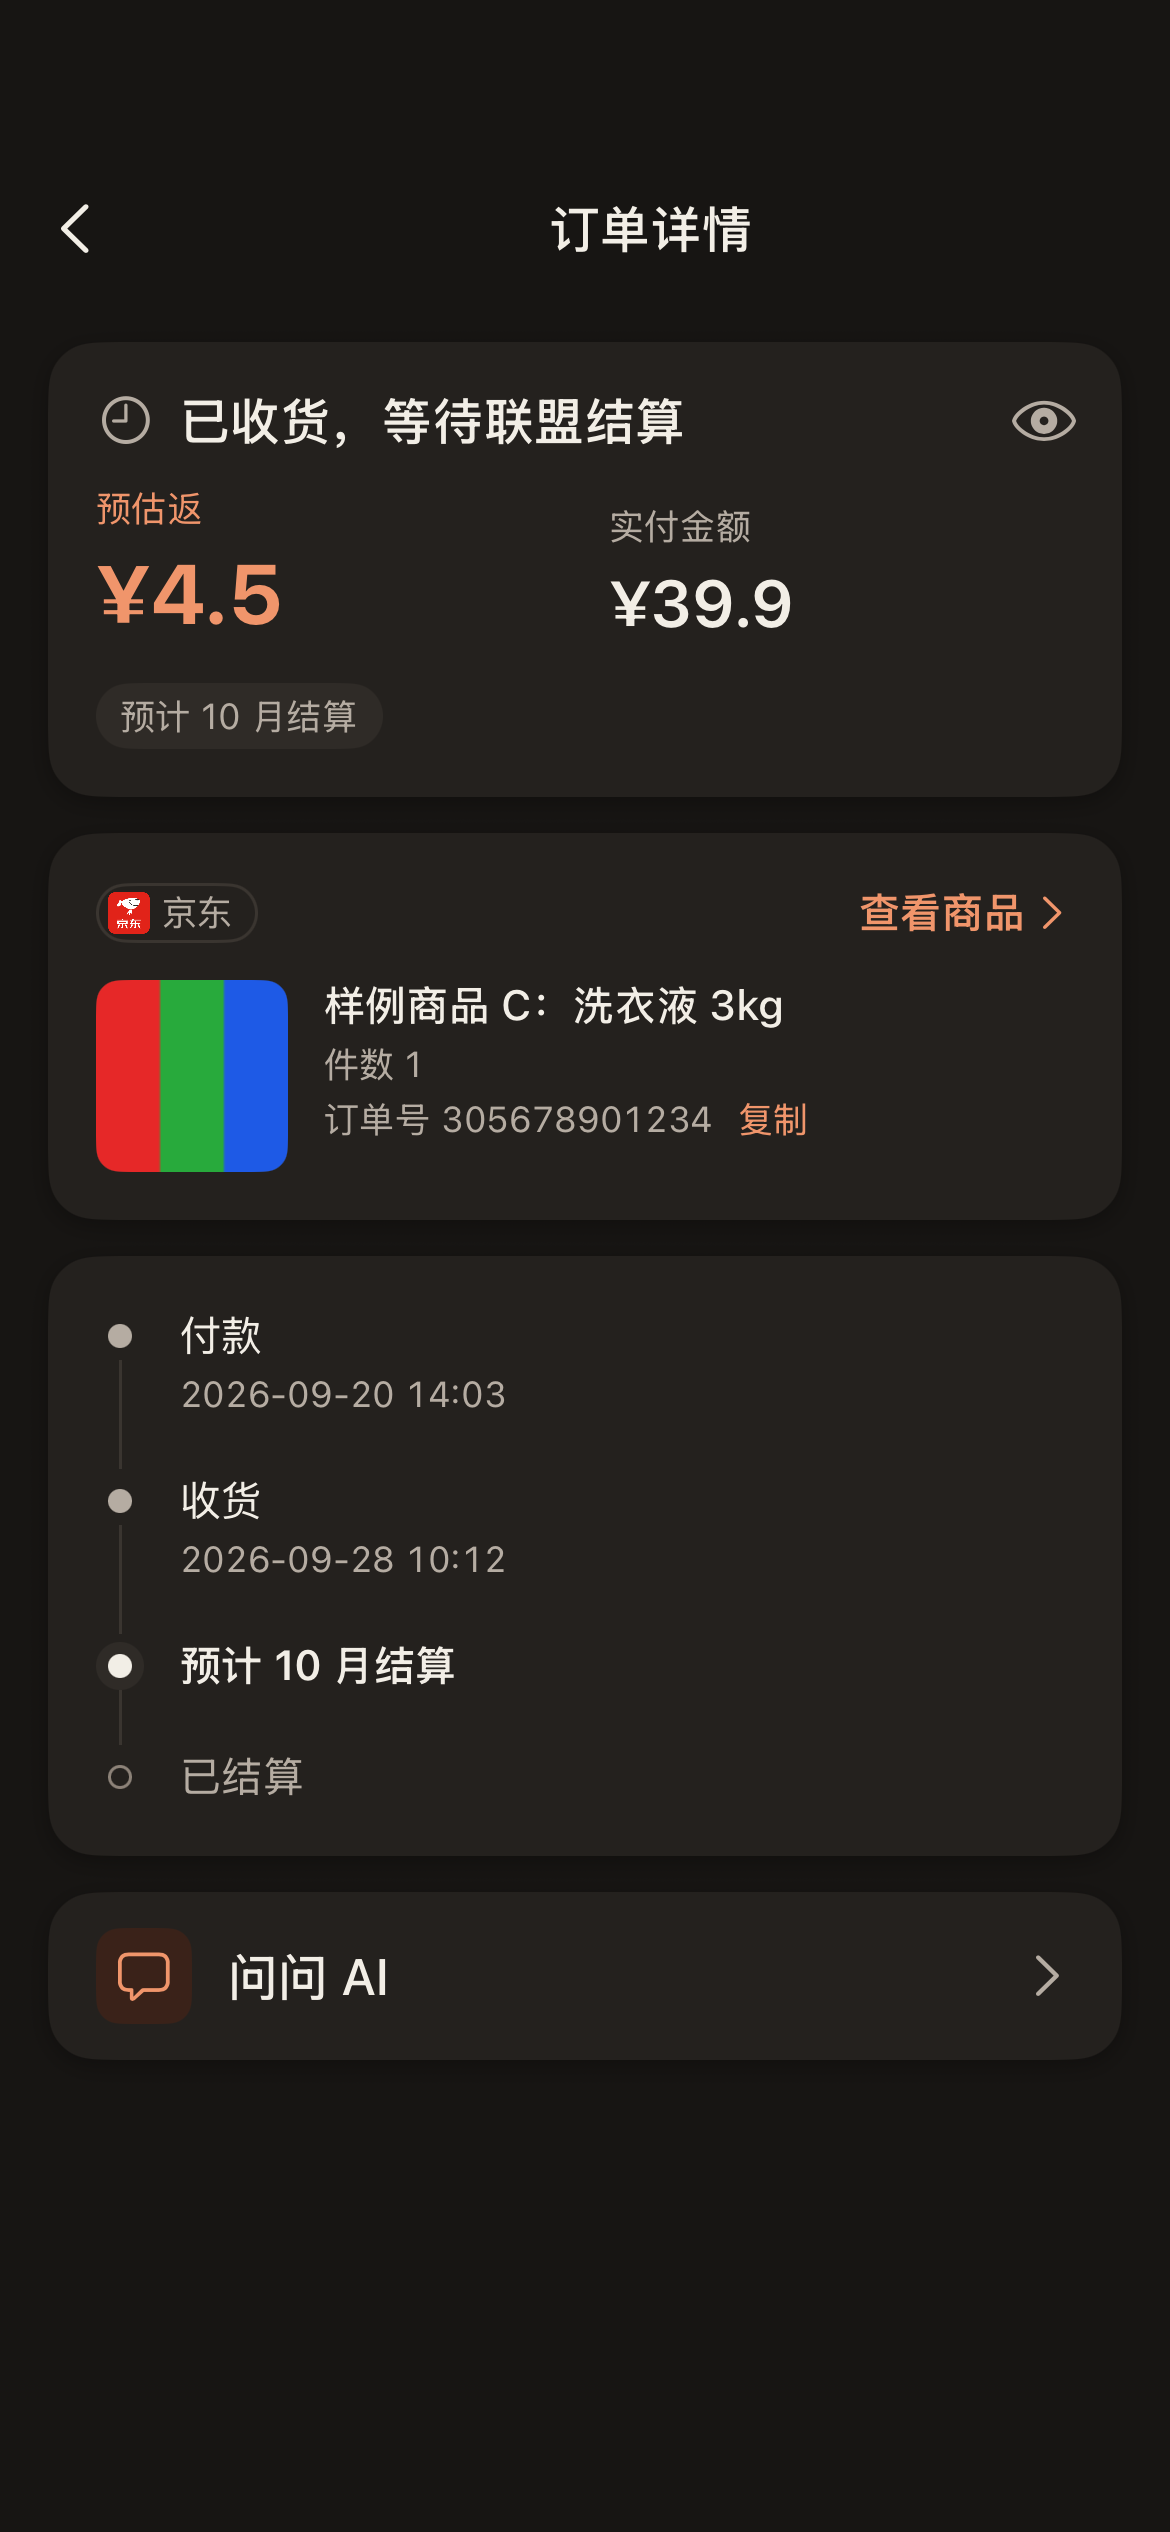 订单详情
已收货，等待联盟结算
预估返
实付金额
¥4.5
¥39.9
预计 10 月结算
京东
京东
查看商品
样例商品 C：洗衣液 3kg
件数 1
订单号 305678901234 复制
付款
2026-09-20 14:03
收货
2026-09-28 10:12
预计 10 月结算
已结算
问问 AI